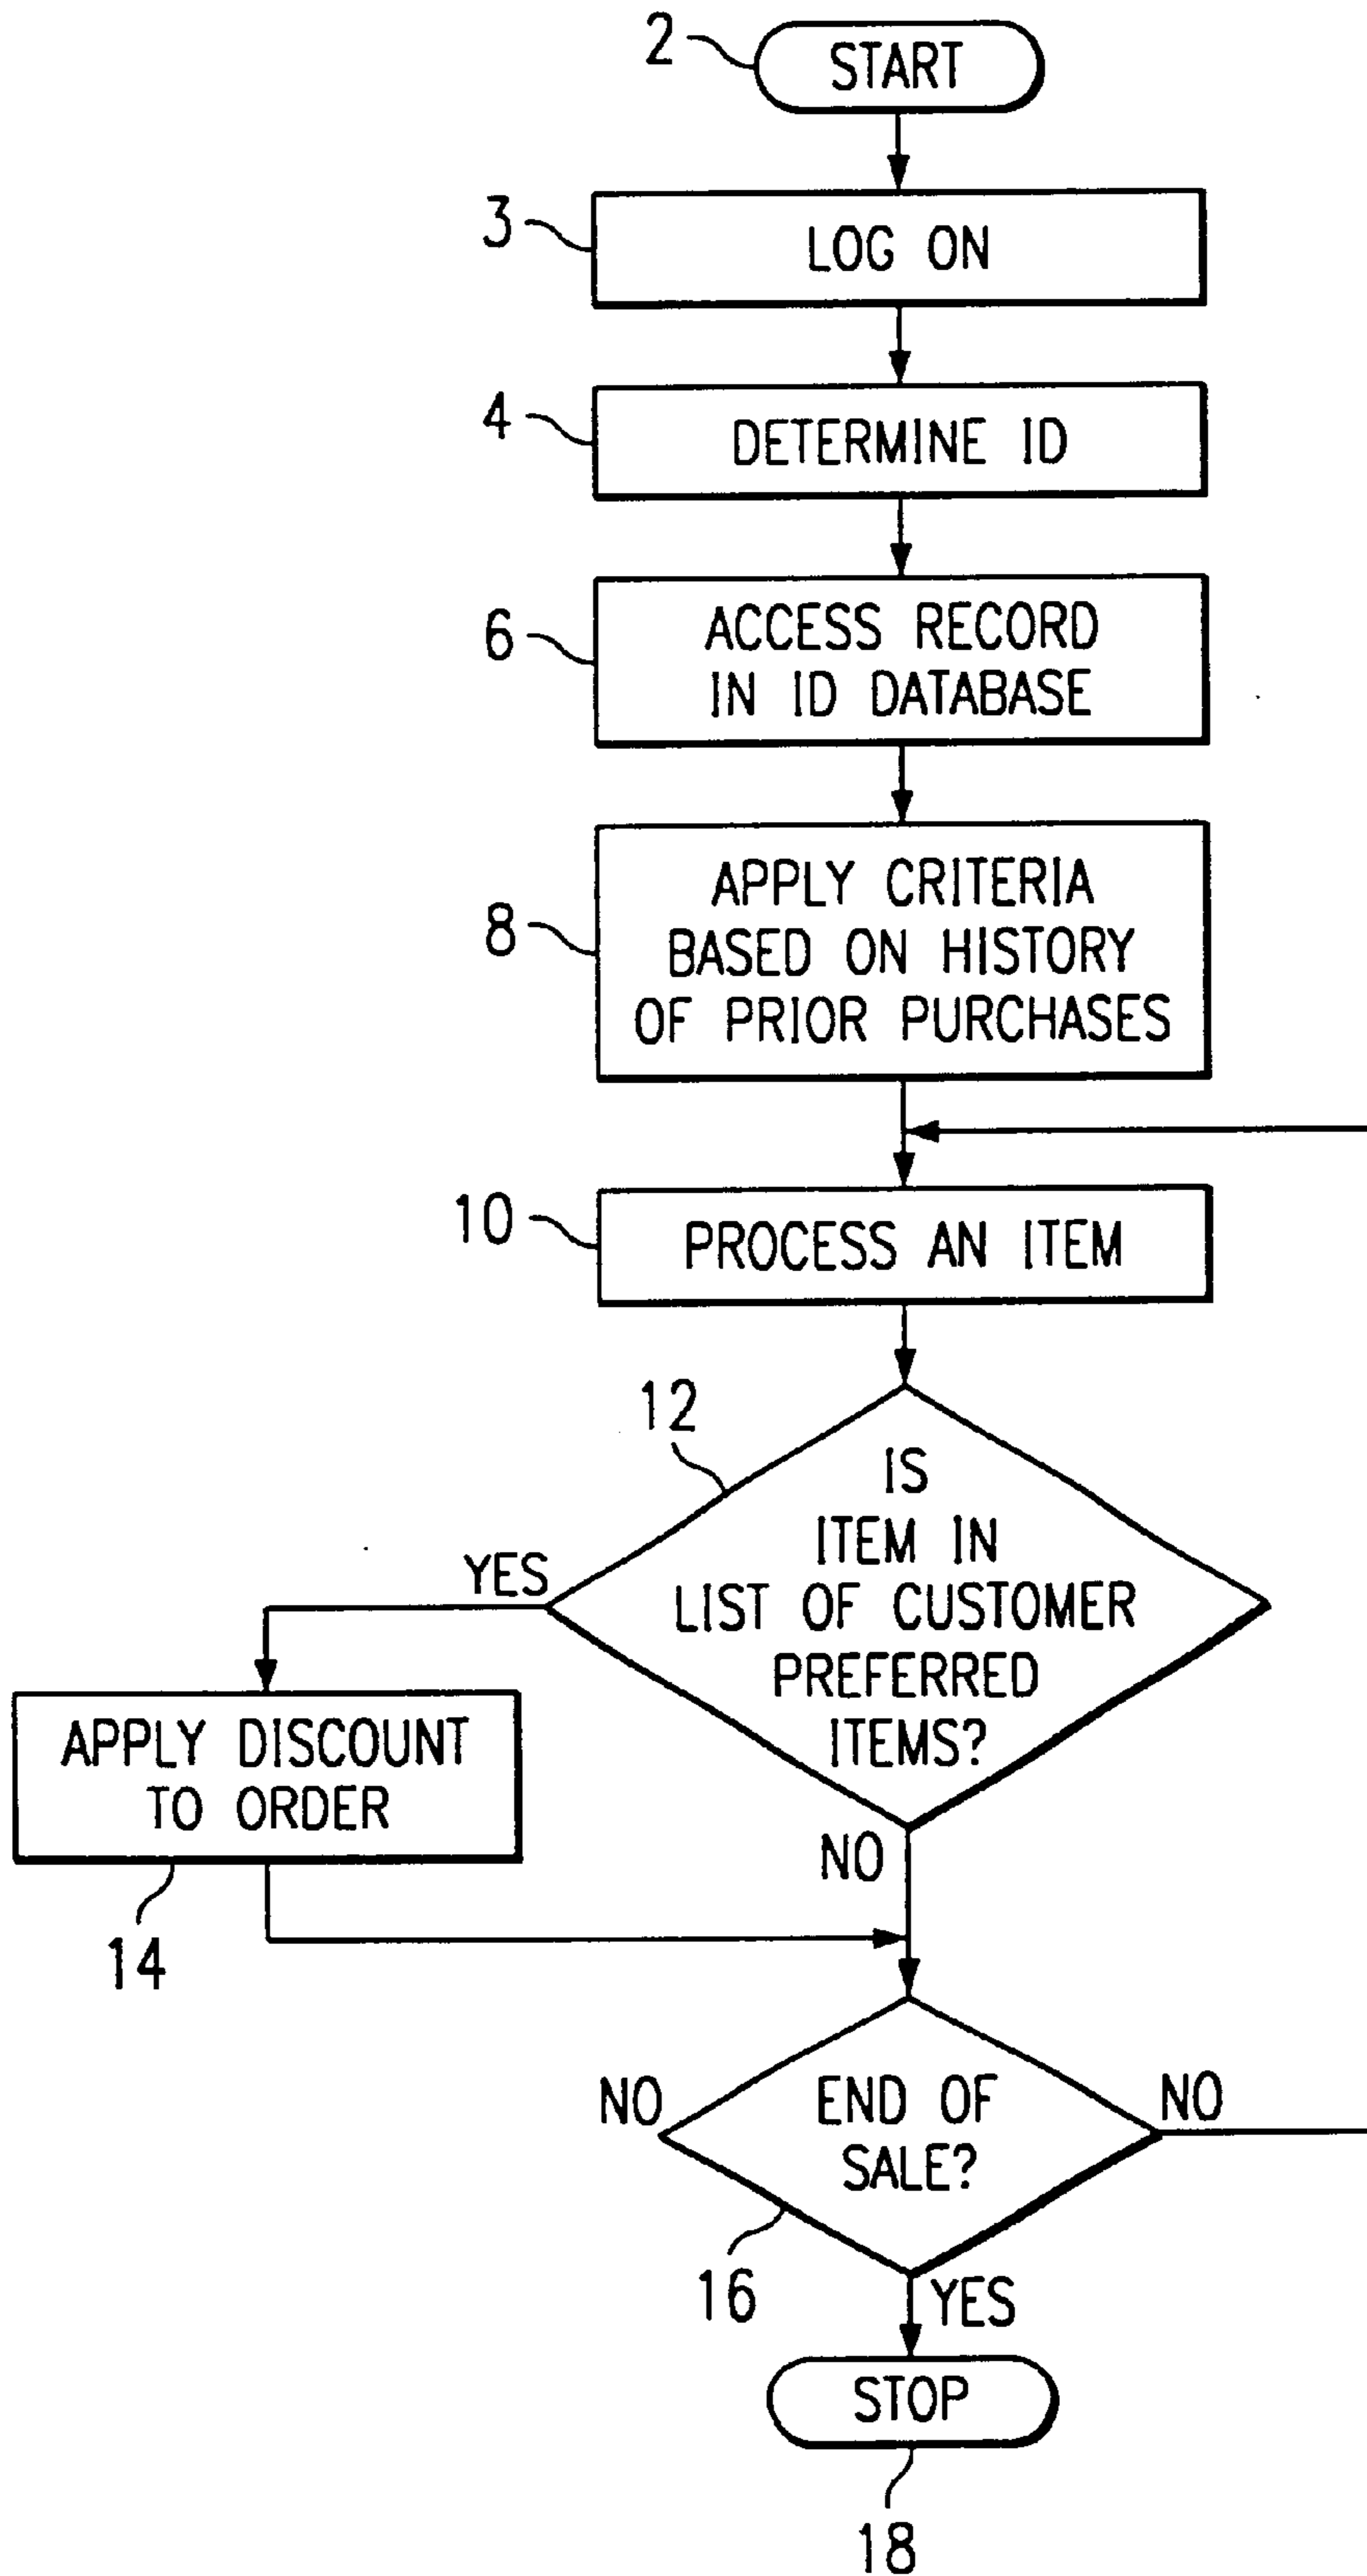 2
START
3
LOG ON
4
DETERMINE ID
6
ACCESS RECORD
IN ID DATABASE
8
APPLY CRITERIA
BASED ON HISTORY
OF PRIOR PURCHASES
10
PROCESS AN ITEM
12
IS
ITEM IN
LIST OF CUSTOMER
PREFERRED
ITEMS?
YES
APPLY DISCOUNT
TO ORDER
14
NO
NO
END OF
SALE?
NO
16
YES
STOP
18